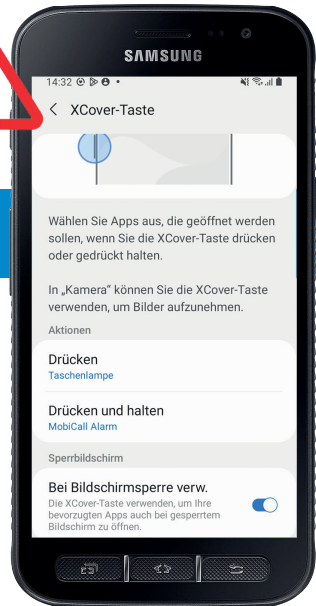 SAMSUNG
14:32
XCover-Taste
Wählen Sie Apps aus, die geöffnet werden
sollen, wenn Sie die XCover-Taste drücken
oder gedrückt halten.
In „Kamera" können Sie die XCover-Taste
verwenden, um Bilder aufzunehmen.
Aktionen
Drücken
Taschenlampe
Drücken und halten
MobiCall Alarm
Sperrbildschirm
Bei Bildschirmsperre verw.
Die XCover-Taste verwenden, um Ihre
bevorzugten Apps auch bei gesperrtem
Bildschirm zu öffnen.